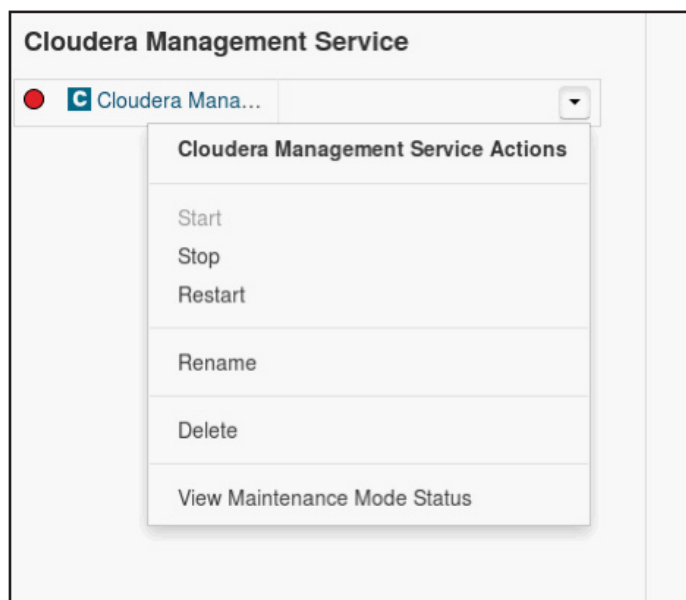 Cloudera Management Service
C Cloudera Mana...
Cloudera Management Service Actions
Start
Stop
Restart
Rename
Delete
View Maintenance Mode Status